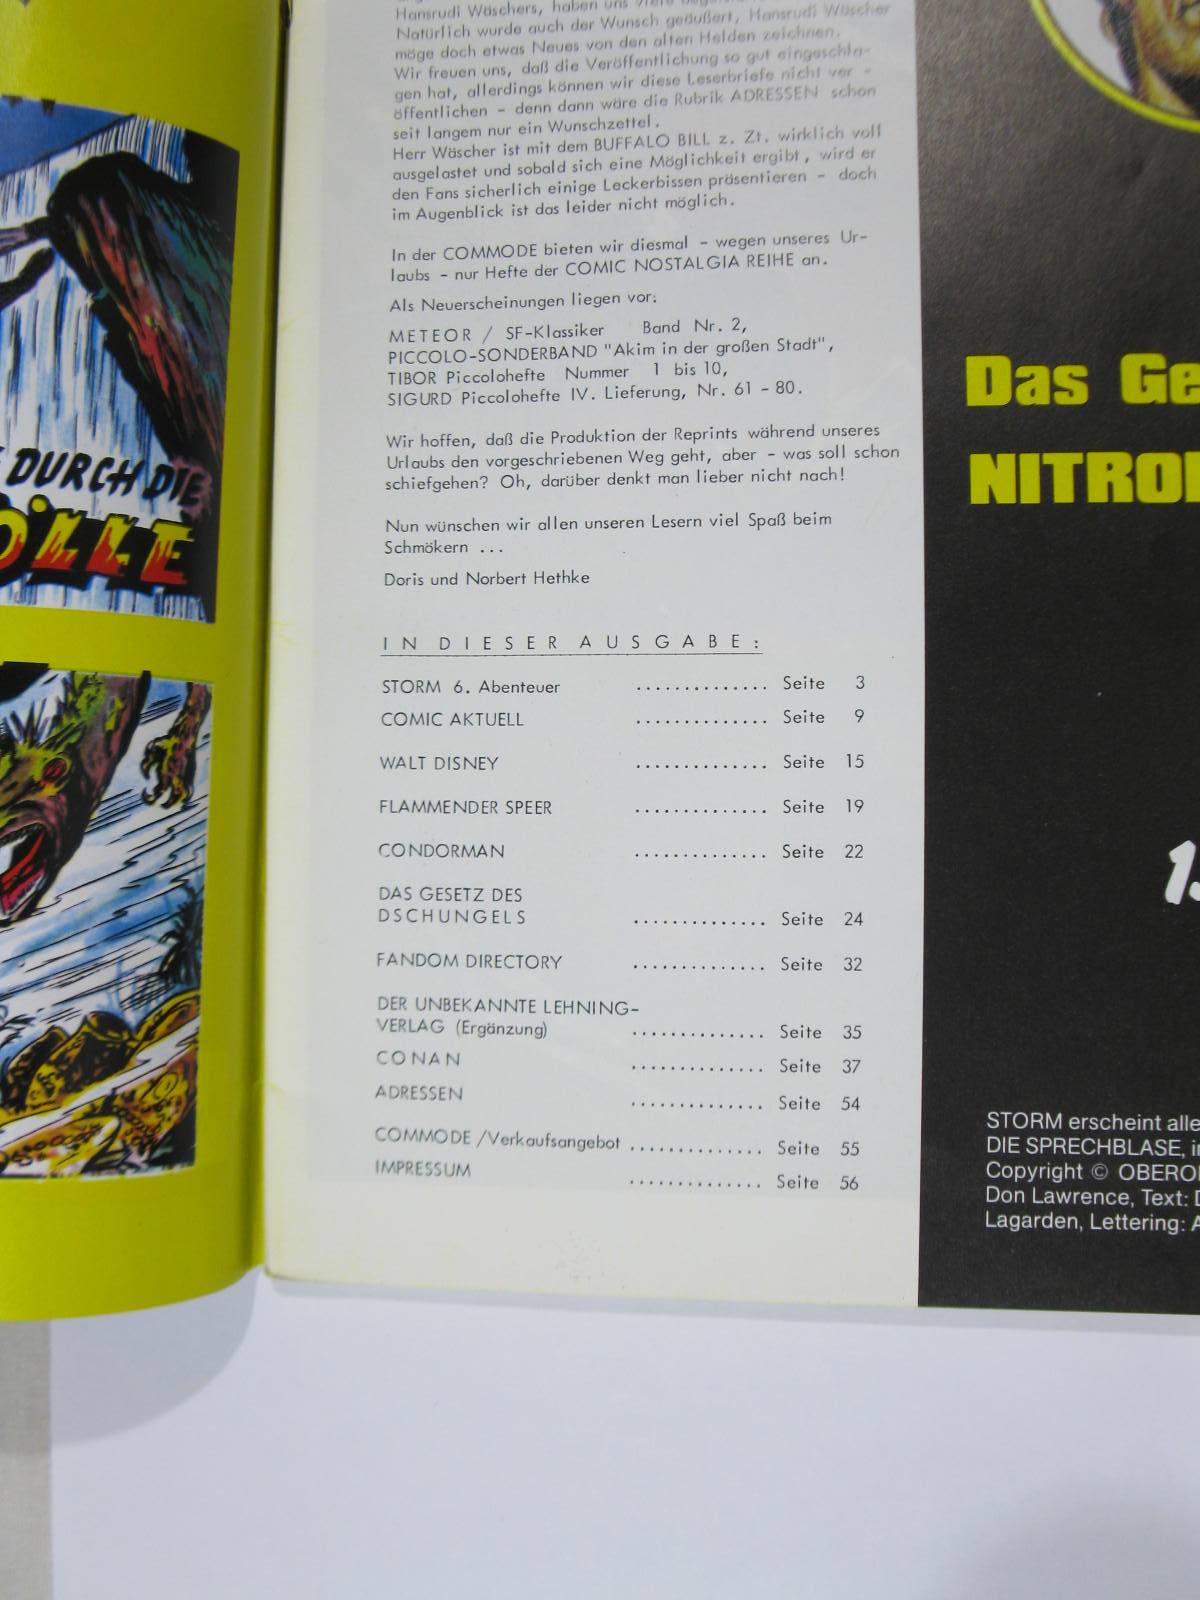 Hansrudi Wäschers, haben uns viele
Natürlich wurde auch der Wunsch geäußert, Hansrudi Wäscher
möge doch etwas Neues von den alten Helden zeichnen.
Wir freuen uns, daß die Veröffentlichung so gut eingeschla-
gen hat, allerdings können wir diese Leserbriefe nicht ver -
öffentlichen - denn dann wäre die Rubrik ADRESSEN schon
seit langem nur ein Wunschzettel.
Herr Wäscher ist mit dem BUFFALO BILL z. Zt. wirklich voll
ausgelastet und sobald sich eine Möglichkeit ergibt, wird er
den Fans sicherlich einige Leckerbissen präsentieren - doch
im Augenblick ist das leider nicht möglich.
In der COMMODE bieten wir diesmal - wegen unseres Ur-
laubs - nur Hefte der COMIC NOSTALGIA REIHE an.
Als Neuerscheinungen liegen vor:
METEOR / SF-Klassiker Band Nr. 2,
PICCOLO-SONDERBAND "Akim in der großen Stadt",
TIBOR Piccolohefte Nummer 1 bis 10,
SIGURD Piccolohefte IV. Lieferung, Nr. 61 - 80.
Wir hoffen, daß die Produktion der Reprints während unseres
Urlaubs den vorgeschriebenen Weg geht, aber - was soll schon
schiefgehen? Oh, darüber denkt man lieber nicht nach!
Nun wünschen wir allen unseren Lesern viel Spaß beim
Schmökern ...
Doris und Norbert Hethke
IN DIESER AUSGABE:
STORM 6. Abenteuer .............. Seite 3
COMIC AKTUELL .............. Seite 9
WALT DISNEY .............. Seite 15
FLAMMENDER SPEER .............. Seite 19
CONDORMAN .............. Seite 22
DAS GESETZ DES
DSCHUNGELS .............. Seite 24
FANDOM DIRECTORY .............. Seite 32
DER UNBEKANNTE LEHNING-
VERLAG (Ergänzung) .............. Seite 35
CONAN .............. Seite 37
ADRESSEN .............. Seite 54
COMMODE /Verkaufsangebot .............. Seite 55
IMPRESSUM .............. Seite 56
DURCH DIE
ÖLLE
Das Ge
NITRO
1.
STORM erscheint alle
DIE SPRECHBLASE, i
Copyright © OBERO
Don Lawrence, Text: D
Lagarden, Lettering: A